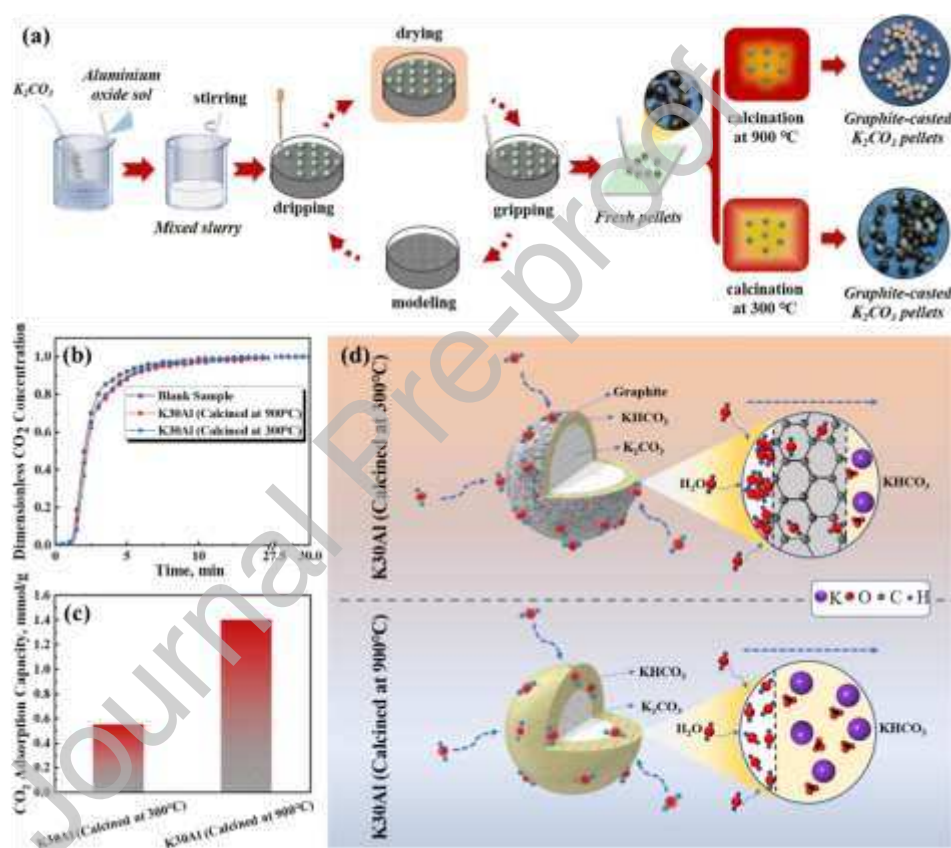 (a)
K₂CO₃
Aluminium
oxide sol
stirring
Mixed slurry
dripping
drying
modeling
gripping
Fresh pellets
calcination
at 900 °C
Graphite-casted
K₂CO₃ pellets
calcination
at 300 °C
Graphite-casted
K₂CO₃ pellets
(b)
Dimensionless CO₂ Concentration
1.0
0.8
0.6
0.4
0.2
0.0
Blank Sample
K30Al (Calcined at 900°C)
K30Al (Calcined at 300°C)
0
5
10
27.5
30.0
Time, min
(c)
CO₂ Adsorption Capacity, mmol/g
1.6
1.4
1.2
1.0
0.8
0.6
0.4
0.2
0.0
K30Al (Calcined at 300°C)
K30Al (Calcined at 900°C)
(d)
K30Al (Calcined at 300°C)
Graphite
KHCO₃
K₂CO₃
H₂O
KHCO₃
K O C H
K30Al (Calcined at 900°C)
KHCO₃
K₂CO₃
H₂O
KHCO₃
Journal Pre-proof